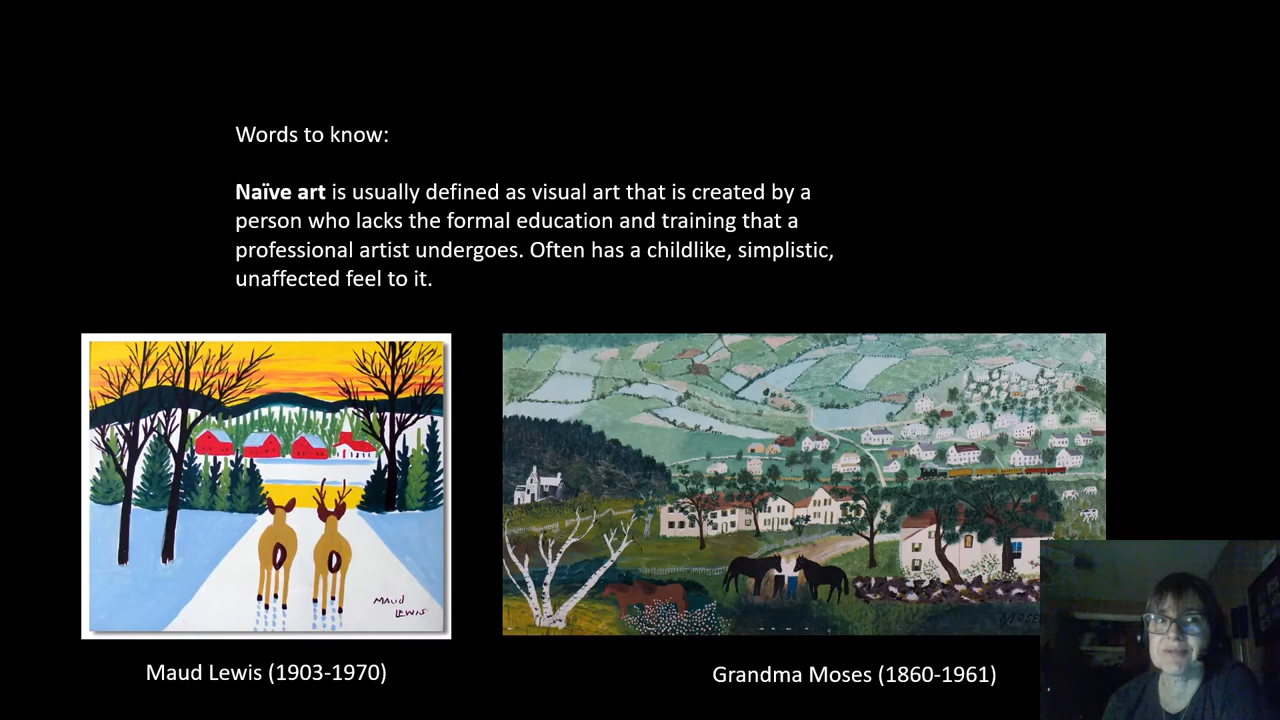 Words to know:
Naïve art is usually defined as visual art that is created by a
person who lacks the formal education and training that a
professional artist undergoes. Often has a childlike, simplistic,
unaffected feel to it.
MAUD
LEWIS
MOSES
Maud Lewis (1903-1970)
Grandma Moses (1860-1961)